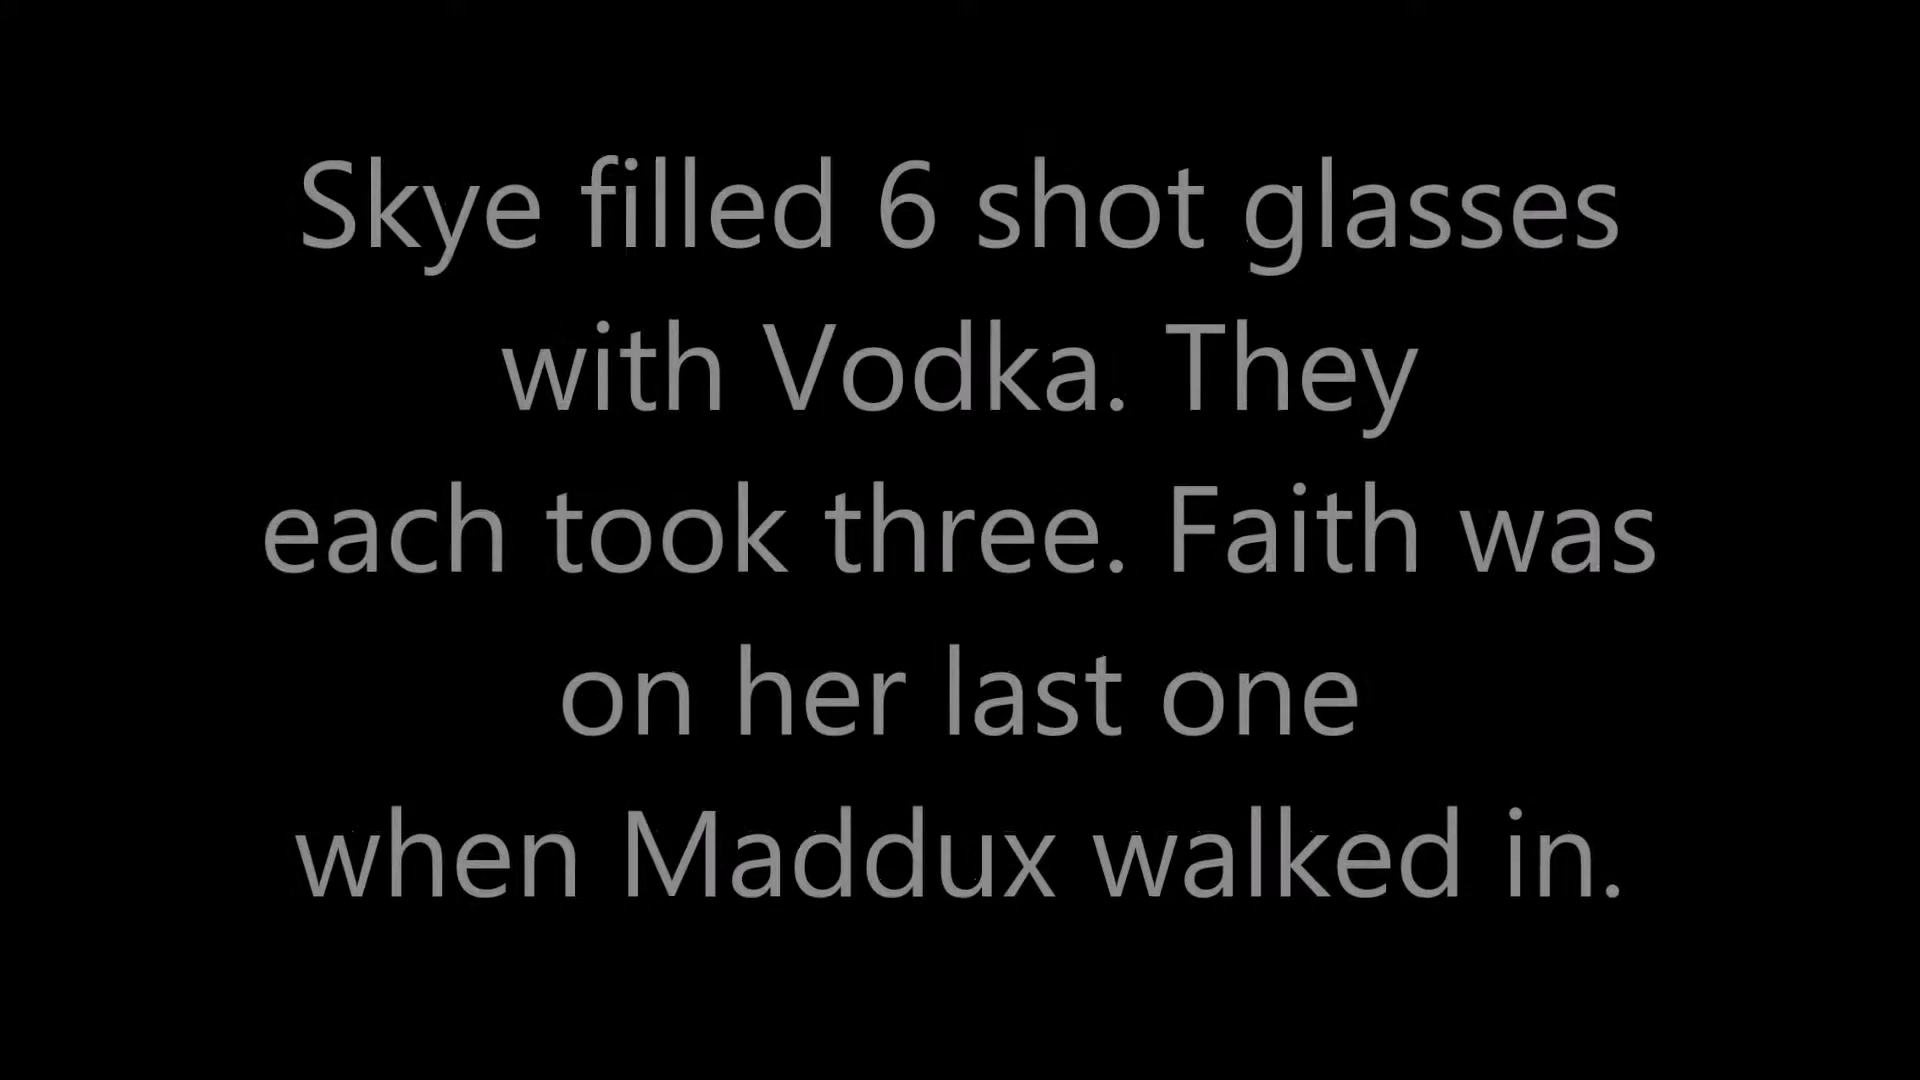 Skye filled 6 shot glasses
with Vodka. They
each took three. Faith was
on her last one
when Maddux walked in.